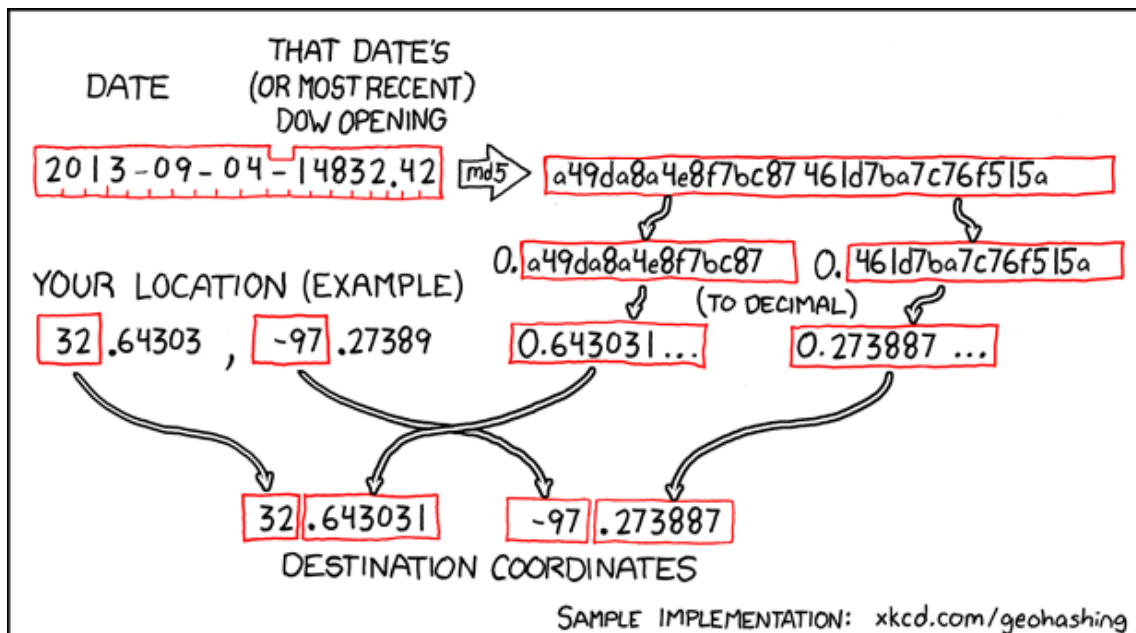 DATE
THAT DATE'S
(OR MOST RECENT)
DOW OPENING
2013-09-04-14832.42
md5
a49da8a4e8f7bc87461d7ba7c76f515a
0.a49da8a4e8f7bc87
0.461d7ba7c76f515a
(TO DECIMAL)
YOUR LOCATION (EXAMPLE)
32.64303, -97.27389
0.643031...
0.273887...
32.643031
-97.273887
DESTINATION COORDINATES
SAMPLE IMPLEMENTATION: xkcd.com/geohashing